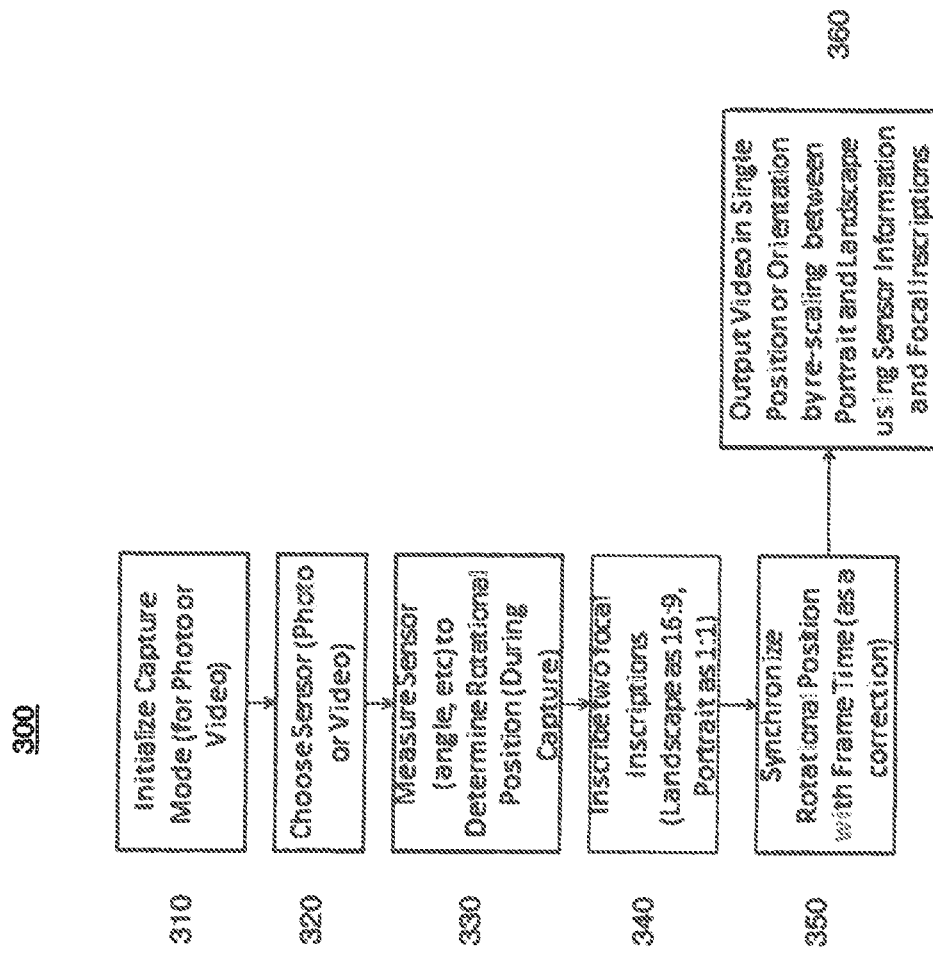 300
310
Initialize Capture
Mode (for Photo or
Video)
320
Choose Sensor (Photo
or Video)
330
Measure Sensor
(angle, etc) to
Determine Rotational
Position (During
Capture)
340
Inscribe two focal
Inscriptions
(Landscape as 16:9,
Portrait as 1:1)
350
Synchronize
Rotational Position
with Frame Time (as a
correction)
Output Video in Single
Position or Orientation
by re-scaling between
Portrait and Landscape
using Sensor Information
and Focal Inscriptions
360